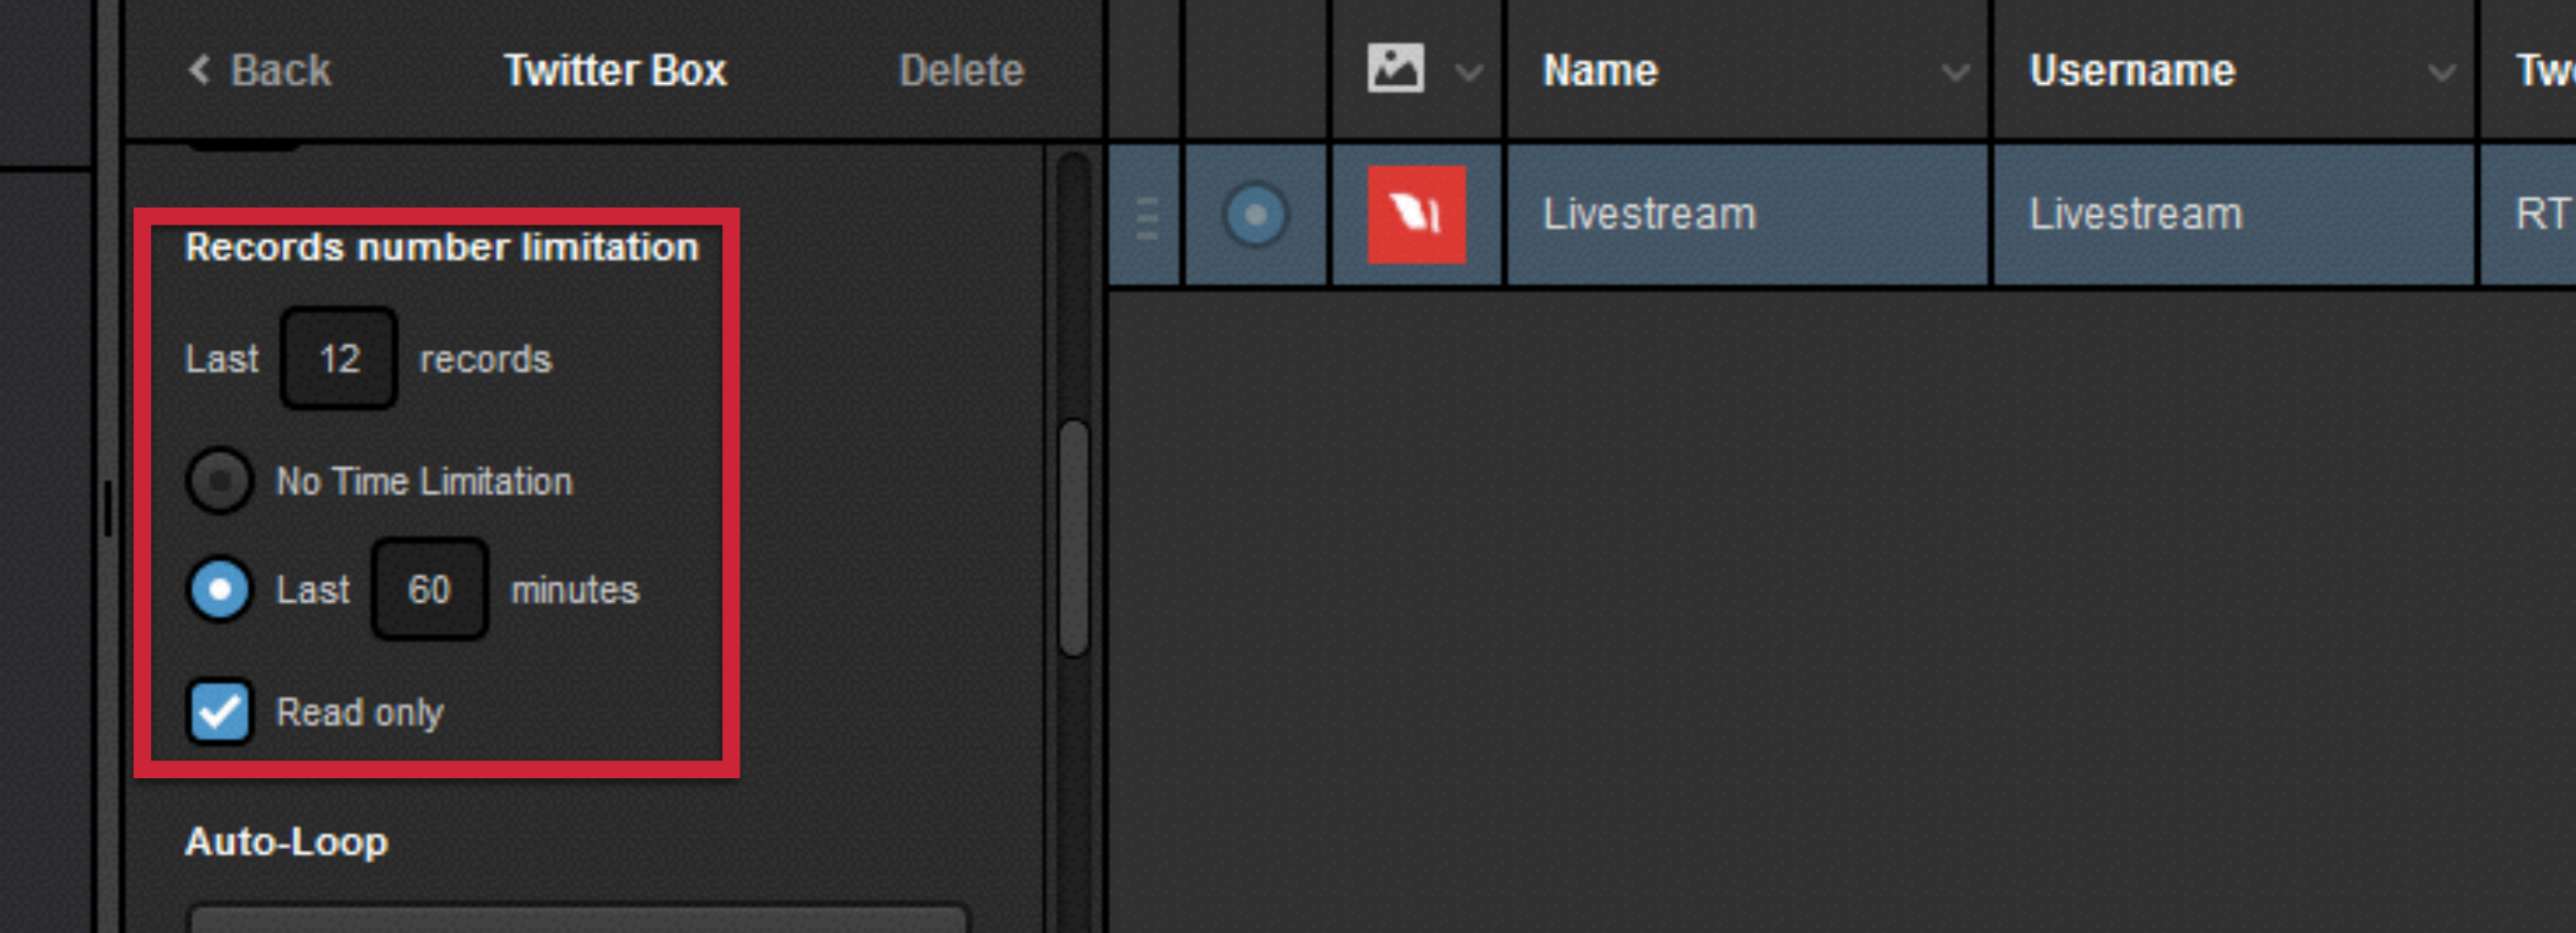 Back Twitter Box Delete
Name Username Twe
Livestream Livestream RT
Records number limitation
Last 12 records
No Time Limitation
Last 60 minutes
Read only
Auto-Loop